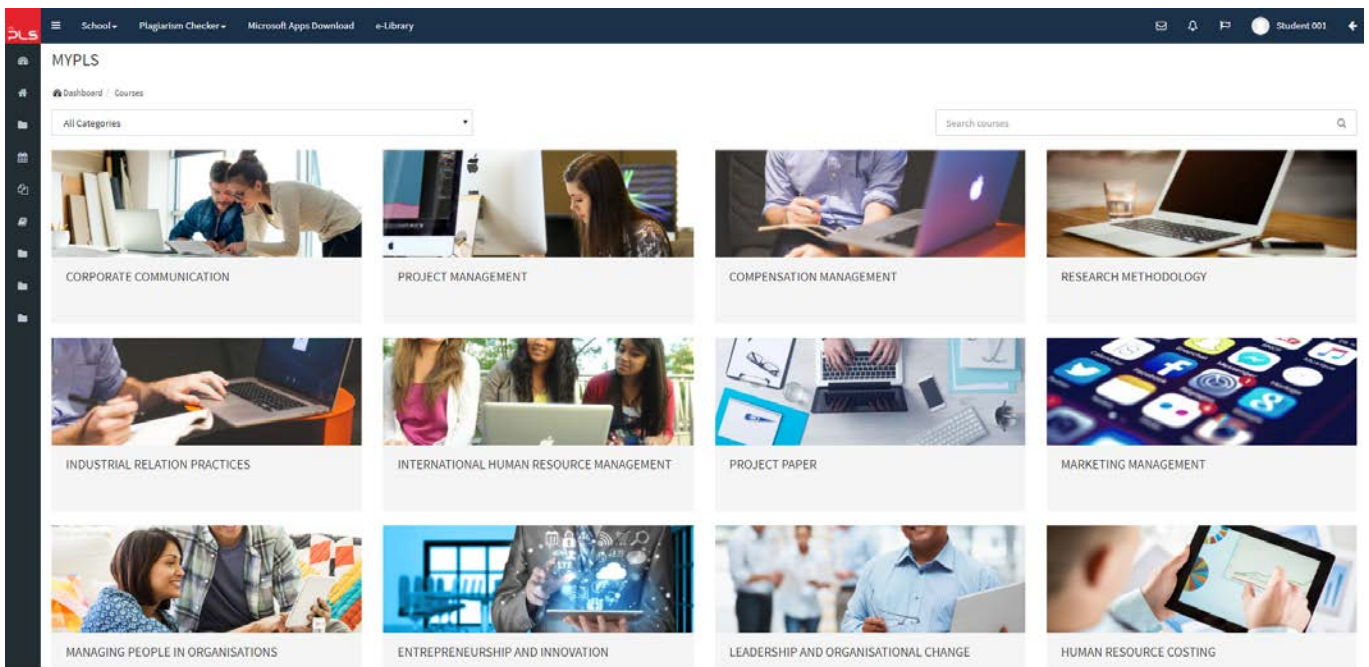 PLS
School
Plagiarism Checker
Microsoft Apps Download
e-Library
Student 001
MYPLS
Dashboard / Courses
All Categories
Search courses
CORPORATE COMMUNICATION
PROJECT MANAGEMENT
COMPENSATION MANAGEMENT
RESEARCH METHODOLOGY
INDUSTRIAL RELATION PRACTICES
INTERNATIONAL HUMAN RESOURCE MANAGEMENT
PROJECT PAPER
MARKETING MANAGEMENT
MANAGING PEOPLE IN ORGANISATIONS
ENTREPRENEURSHIP AND INNOVATION
LEADERSHIP AND ORGANISATIONAL CHANGE
HUMAN RESOURCE COSTING